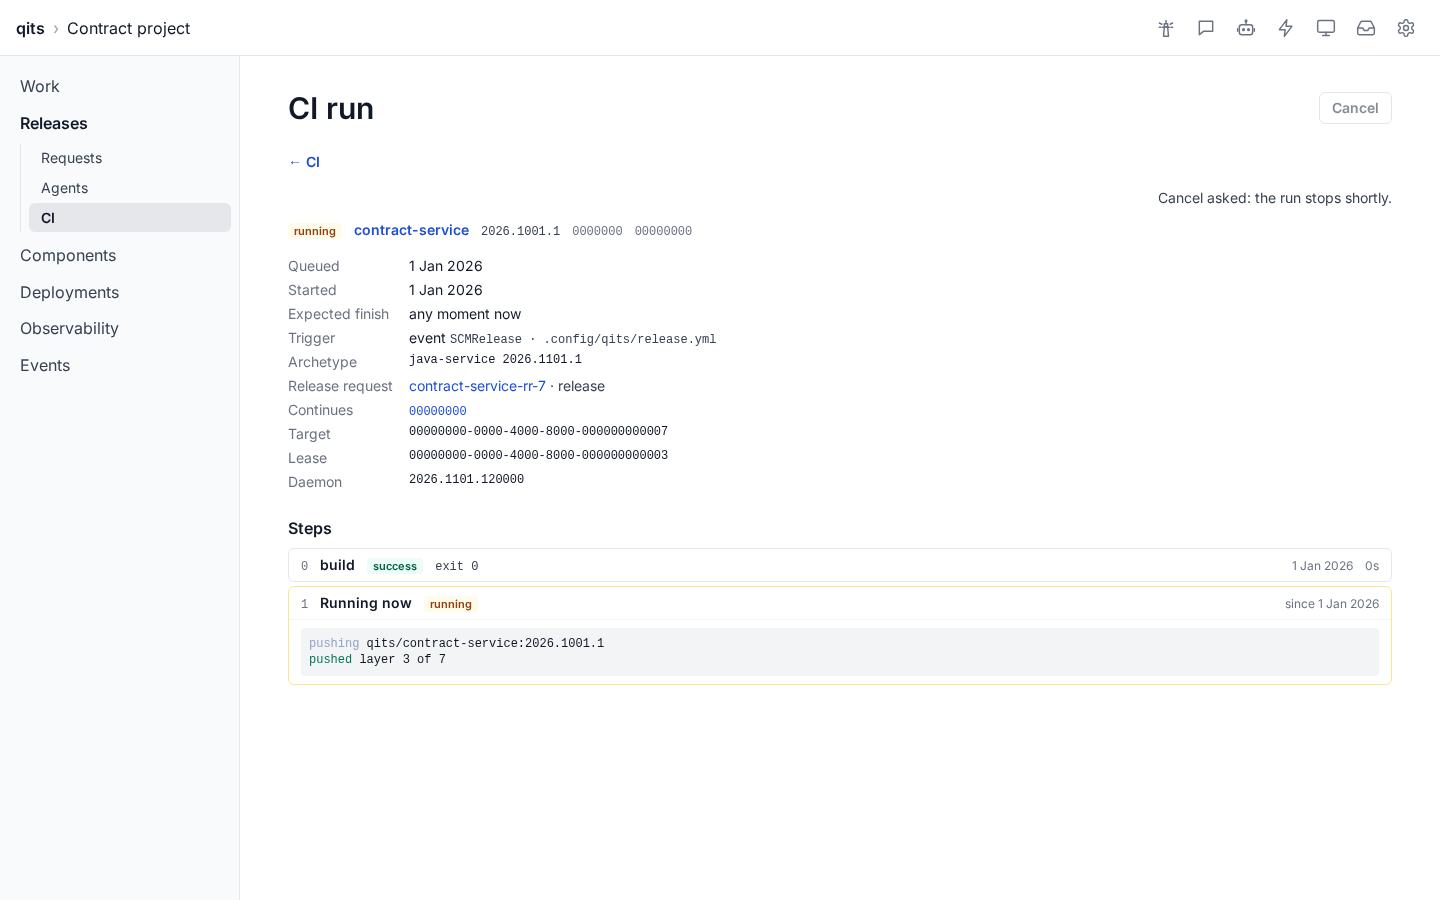 qits › Contract project
Work
Releases
Requests
Agents
CI
Components
Deployments
Observability
Events
CI run
Cancel
← CI
Cancel asked: the run stops shortly.
running contract-service 2026.1001.1 0000000 00000000
Queued 1 Jan 2026
Started 1 Jan 2026
Expected finish any moment now
Trigger event SCMRelease · .config/qits/release.yml
Archetype java-service 2026.1101.1
Release request contract-service-rr-7 · release
Continues 00000000
Target 00000000-0000-4000-8000-000000000007
Lease 00000000-0000-4000-8000-000000000003
Daemon 2026.1101.120000
Steps
0 build success exit 0 1 Jan 2026 0s
1 Running now running since 1 Jan 2026
pushing qits/contract-service:2026.1001.1
pushed layer 3 of 7